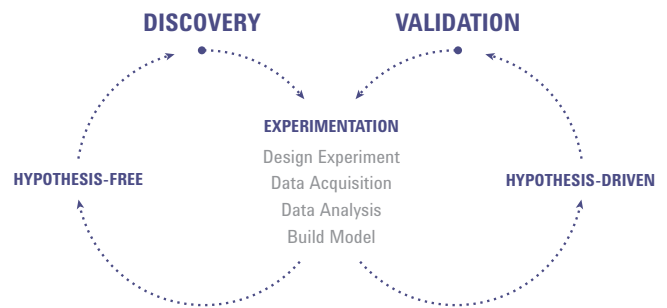 DISCOVERY
VALIDATION
EXPERIMENTATION
Design Experiment
Data Acquisition
Data Analysis
Build Model
HYPOTHESIS-FREE
HYPOTHESIS-DRIVEN